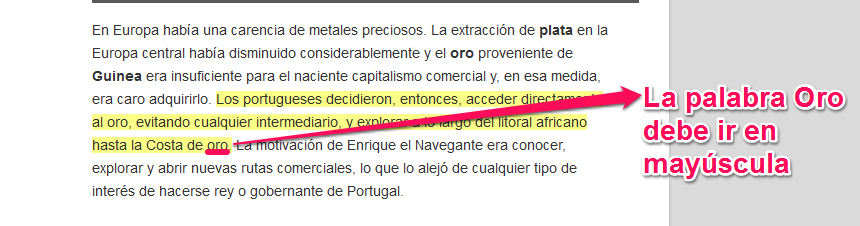 En Europa había una carencia de metales preciosos. La extracción de plata en la
Europa central había disminuido considerablemente y el oro proveniente de
Guinea era insuficiente para el naciente capitalismo comercial y, en esa medida,
era caro adquirirlo. Los portugueses decidieron, entonces, acceder directamente
al oro, evitando cualquier intermediario, y explorar a lo largo del litoral africano
hasta la Costa de oro. La motivación de Enrique el Navegante era conocer,
explorar y abrir nuevas rutas comerciales, lo que lo alejó de cualquier tipo de
interés de hacerse rey o gobernante de Portugal.
La palabra Oro
debe ir en
mayúscula